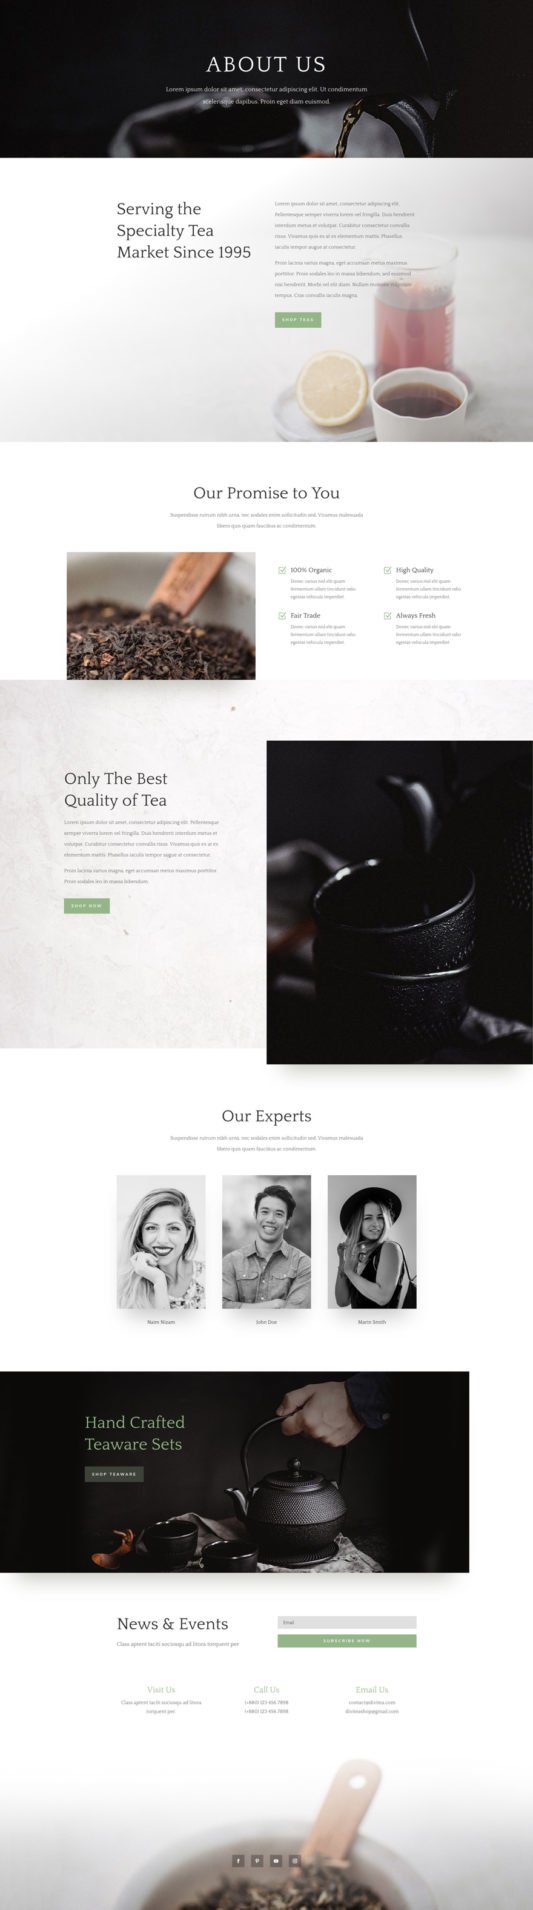 ABOUT US
Lorem ipsum dolor sit amet, consectetur adipiscing elit. Ut condimentum
scelerisque dapibus. Proin eget diam euismod.
Serving the
Specialty Tea
Market Since 1995
Lorem ipsum dolor sit amet, consectetur adipiscing elit.
Pellentesque semper viverra lorem vel fringilla. Duis hendrerit
interdum metus et volutpat. Curabitur consectetur convallis
risus. Vivamus quis ex at ex elementum mattis. Phasellus
iaculis tempor augue at consectetur.
Proin lacinia varius magna, eget accumsan metus maximus
porttitor. Proin sodales leo in massa bibendum, sed euismod
nisi hendrerit. Morbi vel elit diam. Nullam molestie vulputate
tempus. Cras convallis iaculis magna.
SHOP TEAS
Our Promise to You
Suspendisse rutrum nibh urna, nec sodales enim sollicitudin sed. Vivamus malesuada
libero quis quam faucibus ac condimentum.
100% Organic
Donec varius nisl elit quam
fermentum ullam tincidunt odio
egestas vehicula imperdiet.
High Quality
Donec varius nisl elit quam
fermentum ullam tincidunt odio
egestas vehicula imperdiet.
Fair Trade
Donec varius nisl elit quam
fermentum ullam tincidunt odio
egestas vehicula imperdiet.
Always Fresh
Donec varius nisl elit quam
fermentum ullam tincidunt odio
egestas vehicula imperdiet.
Only The Best
Quality of Tea
Lorem ipsum dolor sit amet, consectetur adipiscing elit. Pellentesque
semper viverra lorem vel fringilla. Duis hendrerit interdum metus et
volutpat. Curabitur consectetur convallis risus. Vivamus quis ex at ex
elementum mattis. Phasellus iaculis tempor augue at consectetur.
Proin lacinia varius magna, eget accumsan metus maximus porttitor.
Proin sodales leo in massa bibendum.
SHOP NOW
Our Experts
Suspendisse rutrum nibh urna, nec sodales enim sollicitudin sed. Vivamus malesuada
libero quis quam faucibus ac condimentum.
Naim Nizam
John Doe
Marin Smith
Hand Crafted
Teaware Sets
SHOP TEAWARE
News & Events
Class aptent taciti sociosqu ad litora torquent per
Email
SUBSCRIBE NOW
Visit Us
Class aptent taciti sociosqu ad litora
torquent per.
Call Us
(+880) 123 456 7898
(+880) 123 456 7898
Email Us
contact@divitea.com
diviteashop@gmail.com